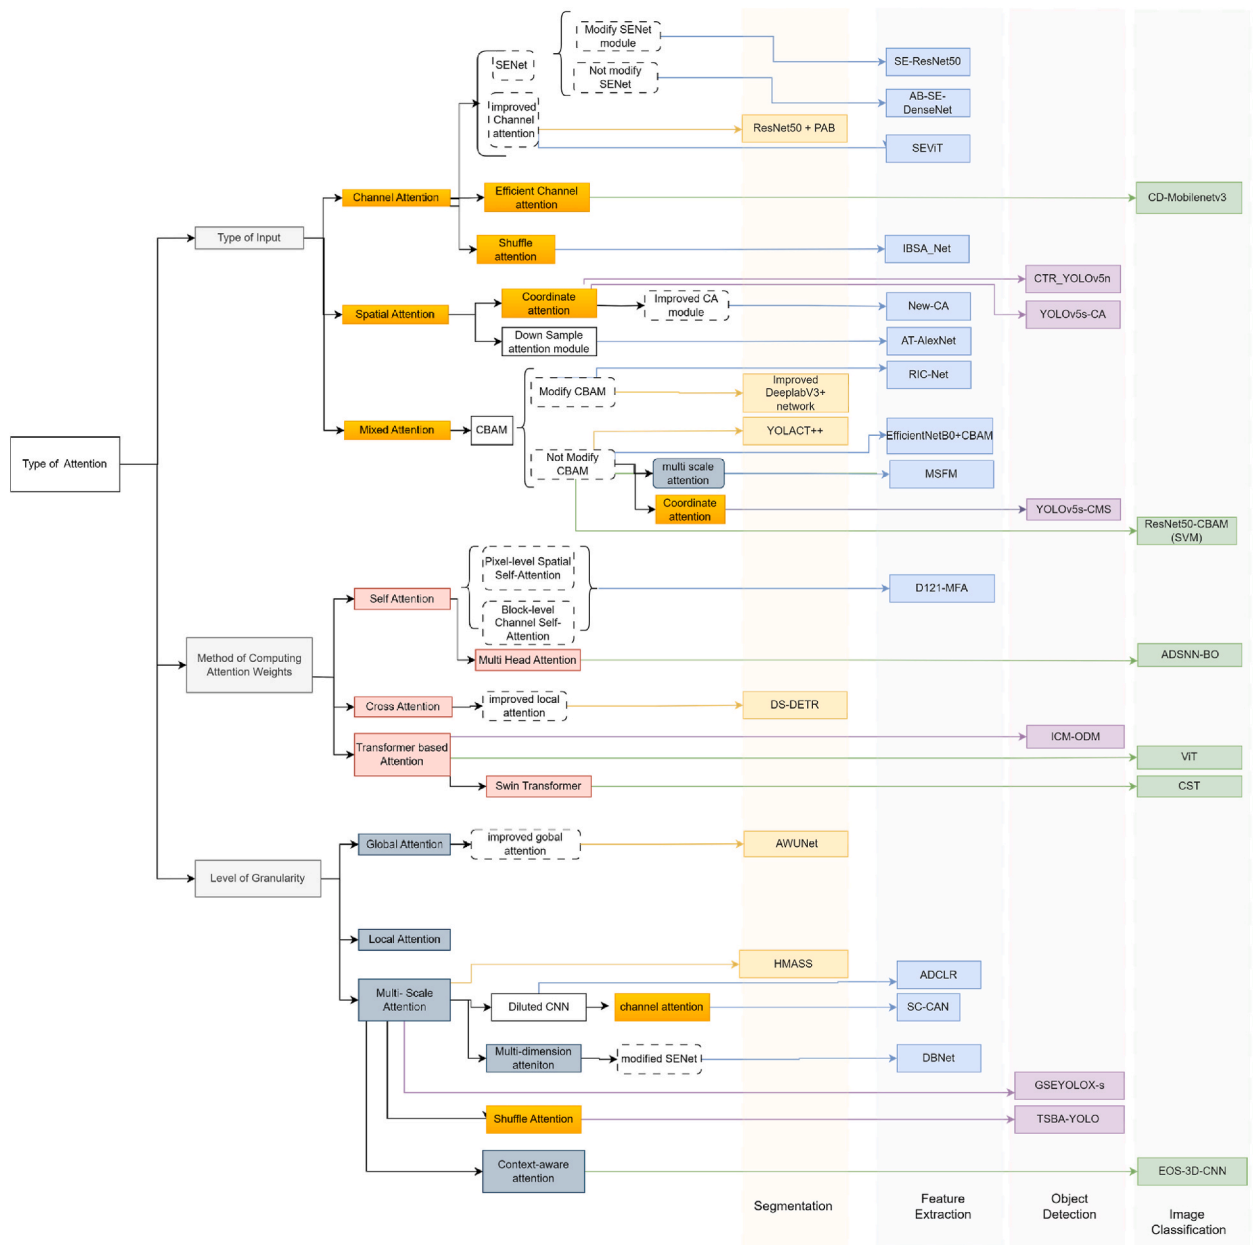 Modify SENet
module
SENet
SE-ResNet50
Not modify
SENet
AB-SE-
DenseNet
improved
Channel
attention
ResNet50 + PAB
SEViT
Channel Attention
Efficient Channel
attention
CD-Mobilenetv3
Type of Input
Shuffle
attention
IBSA_Net
CTR_YOLOv5n
Spatial Attention
Coordinate
attention
Improved CA
module
New-CA
YOLOv5s-CA
Down Sample
attention module
AT-AlexNet
RIC-Net
Modify CBAM
Improved
DeeplabV3+
network
Mixed Attention
CBAM
YOLACT++
EfficientNetB0+CBAM
Type of Attention
Not Modify
CBAM
multi scale
attention
MSFM
Coordinate
attention
YOLOv5s-CMS
ResNet50-CBAM
(SVM)
Pixel-level Spatial
Self-Attention
Self Attention
D121-MFA
Block-level
Channel Self-
Attention
Method of Computing
Attention Weights
Multi Head Attention
ADSNN-BO
Cross Attention
improved local
attention
DS-DETR
Transformer based
Attention
ICM-ODM
ViT
Swin Transformer
CST
Global Attention
improved gobal
attention
AWUNet
Level of Granularity
Local Attention
HMASS
ADCLR
Multi- Scale
Attention
Diluted CNN
channel attention
SC-CAN
Multi-dimension
atteniton
modified SENet
DBNet
GSEYOLOX-s
Shuffle Attention
TSBA-YOLO
Context-aware
attention
EOS-3D-CNN
Segmentation
Feature
Extraction
Object
Detection
Image
Classification